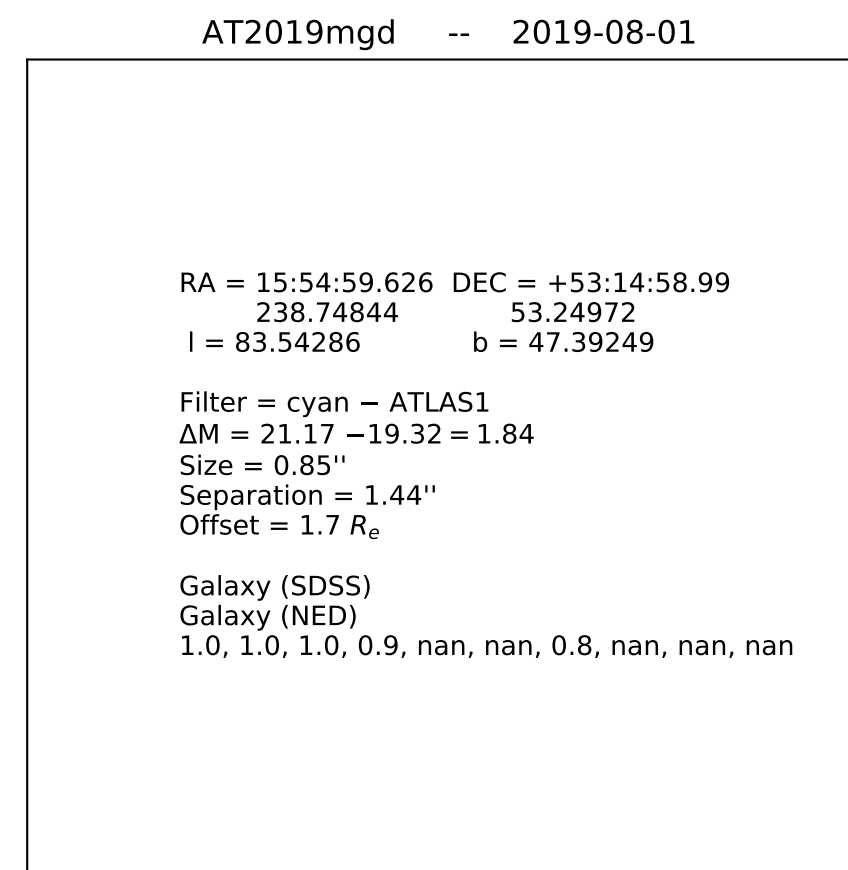 AT2019mgd -- 2019-08-01
RA = 15:54:59.626 DEC = +53:14:58.99
238.74844 53.24972
l = 83.54286 b = 47.39249
Filter = cyan − ATLAS1
ΔM = 21.17 −19.32 = 1.84
Size = 0.85''
Separation = 1.44''
Offset = 1.7 Re
Galaxy (SDSS)
Galaxy (NED)
1.0, 1.0, 1.0, 0.9, nan, nan, 0.8, nan, nan, nan